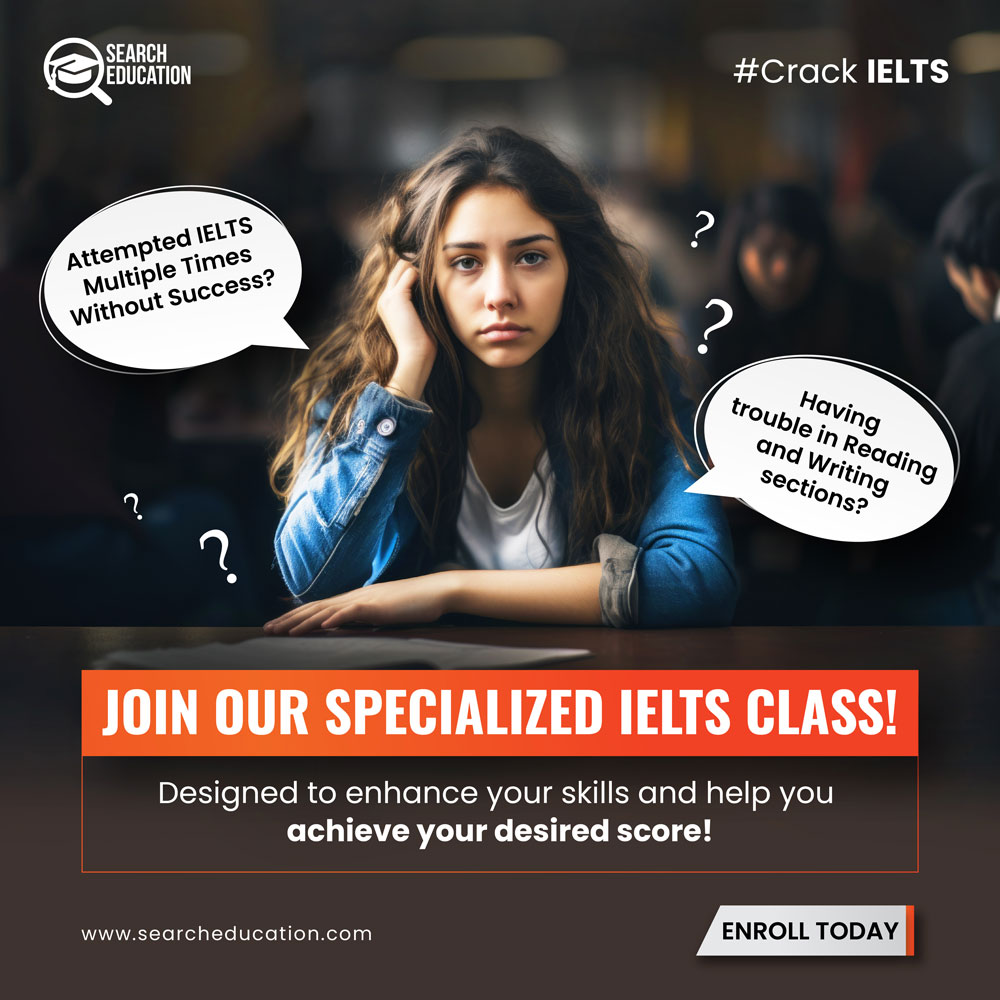 SEARCH
EDUCATION
#Crack IELTS
Attempted IELTS
Multiple Times
Without Success?
?
?
Having
trouble in Reading
and Writing
sections?
?
?
JOIN OUR SPECIALIZED IELTS CLASS!
Designed to enhance your skills and help you
achieve your desired score!
www.searcheducation.com
ENROLL TODAY